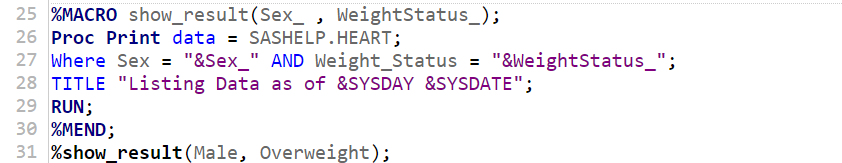 25 %MACRO show_result(Sex_ , WeightStatus_);
26 Proc Print data = SASHELP.HEART;
27 Where Sex = "&Sex_" AND Weight_Status = "&WeightStatus_";
28 TITLE "Listing Data as of &SYSDAY &SYSDATE";
29 RUN;
30 %MEND;
31 %show_result(Male, Overweight);